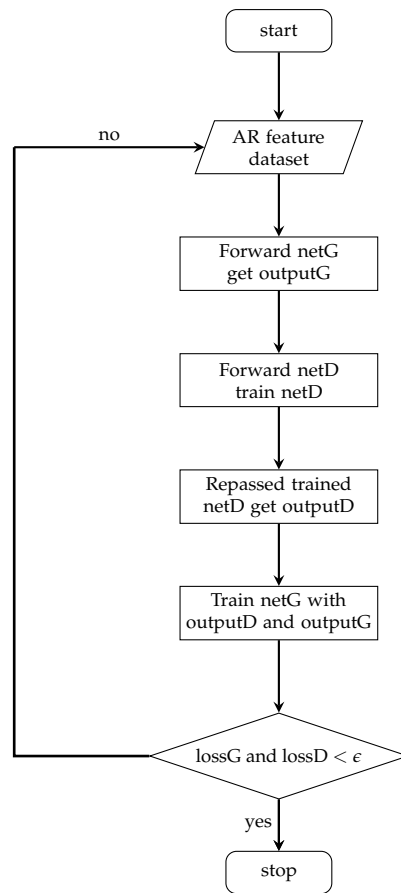 start
no
AR feature
dataset
Forward netG
get outputG
Forward netD
train netD
Repassed trained
netD get outputD
Train netG with
outputD and outputG
lossG and lossD < ϵ
yes
stop